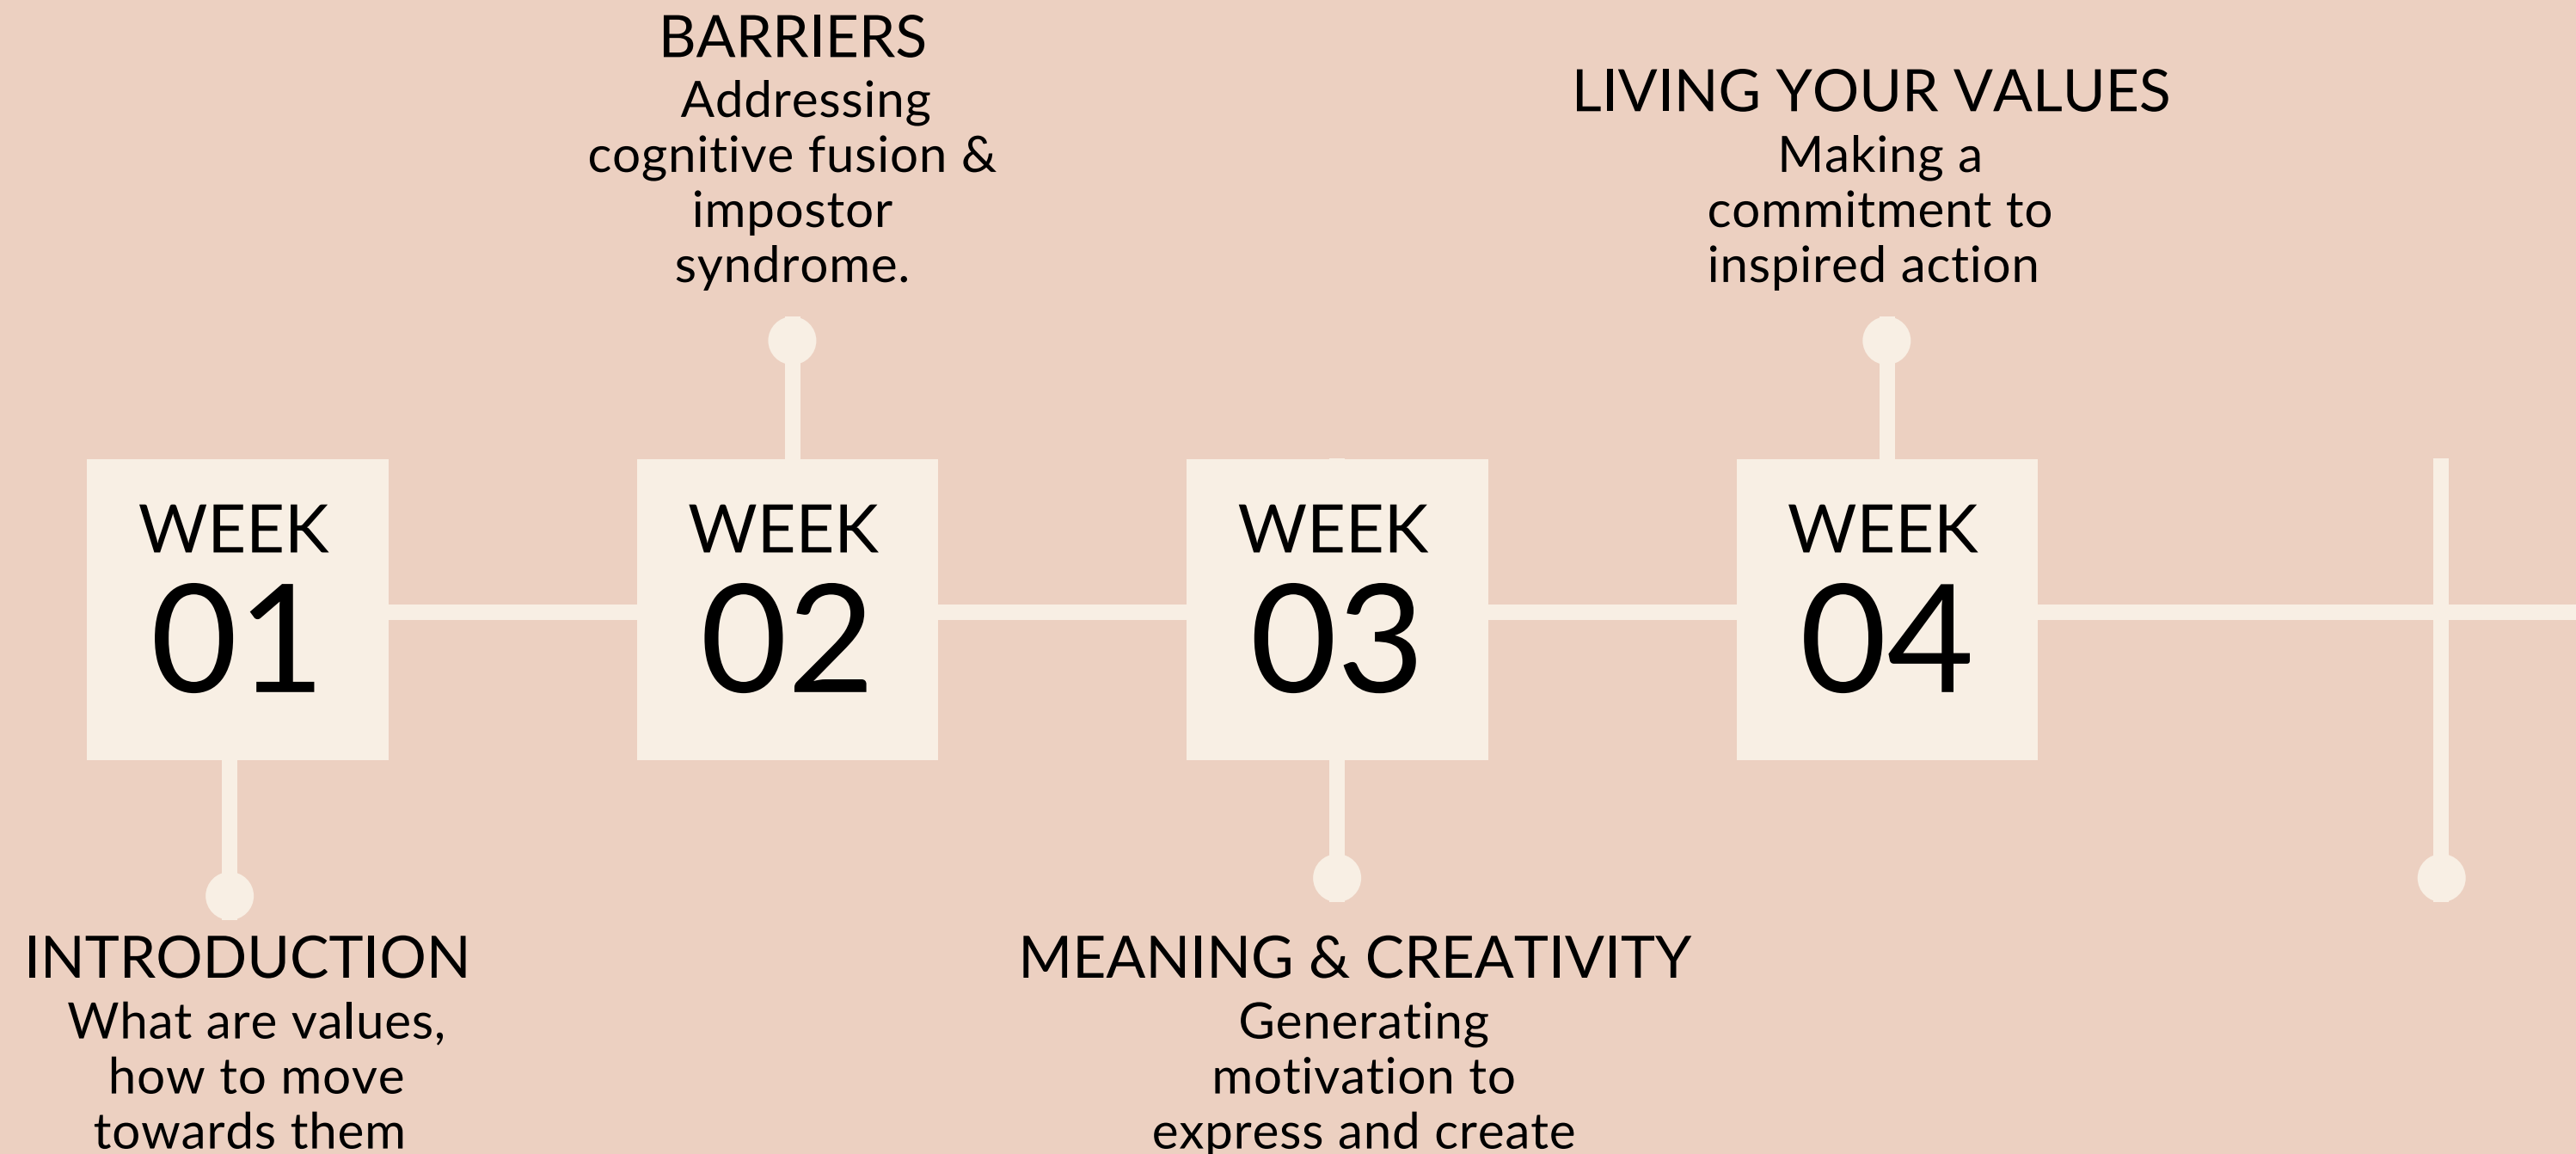 BARRIERS
Addressing
cognitive fusion &
impostor
syndrome.
LIVING YOUR VALUES
Making a
commitment to
inspired action
WEEK
01
WEEK
02
WEEK
03
WEEK
04
INTRODUCTION
What are values,
how to move
towards them
MEANING & CREATIVITY
Generating
motivation to
express and create